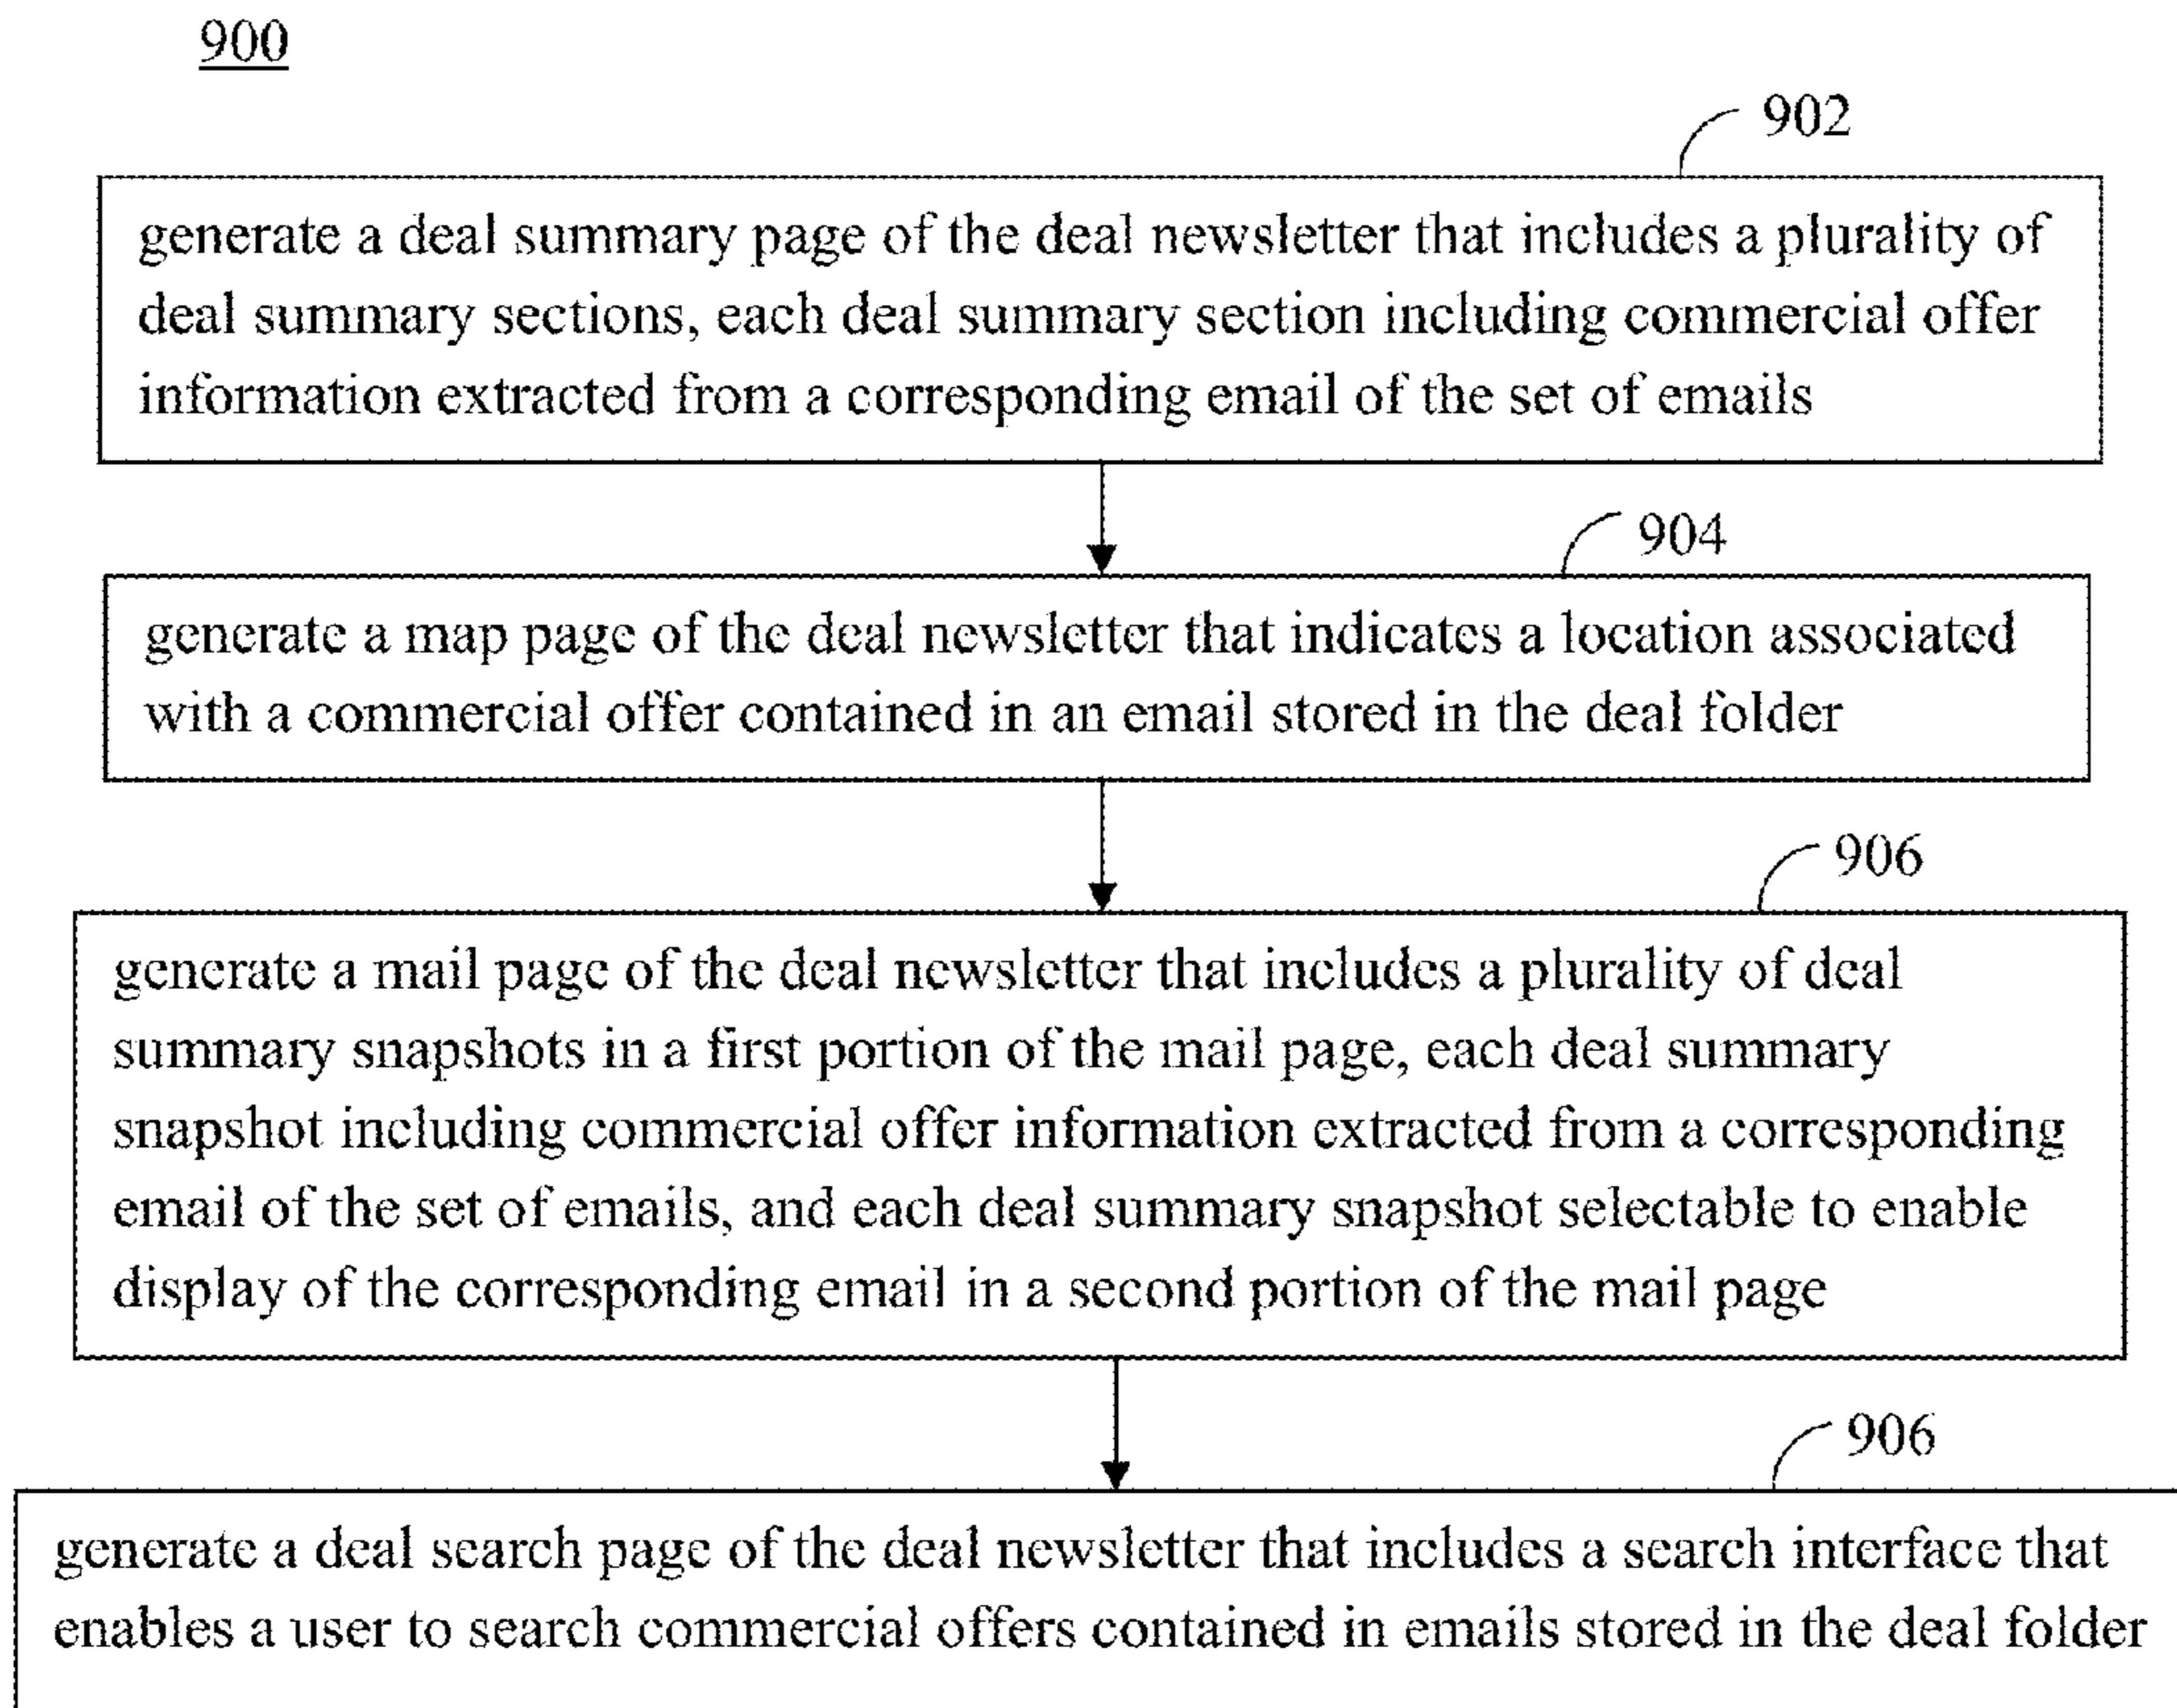 900
902
generate a deal summary page of the deal newsletter that includes a plurality of
deal summary sections, each deal summary section including commercial offer
information extracted from a corresponding email of the set of emails
904
generate a map page of the deal newsletter that indicates a location associated
with a commercial offer contained in an email stored in the deal folder
906
generate a mail page of the deal newsletter that includes a plurality of deal
summary snapshots in a first portion of the mail page, each deal summary
snapshot including commercial offer information extracted from a corresponding
email of the set of emails, and each deal summary snapshot selectable to enable
display of the corresponding email in a second portion of the mail page
906
generate a deal search page of the deal newsletter that includes a search interface that
enables a user to search commercial offers contained in emails stored in the deal folder